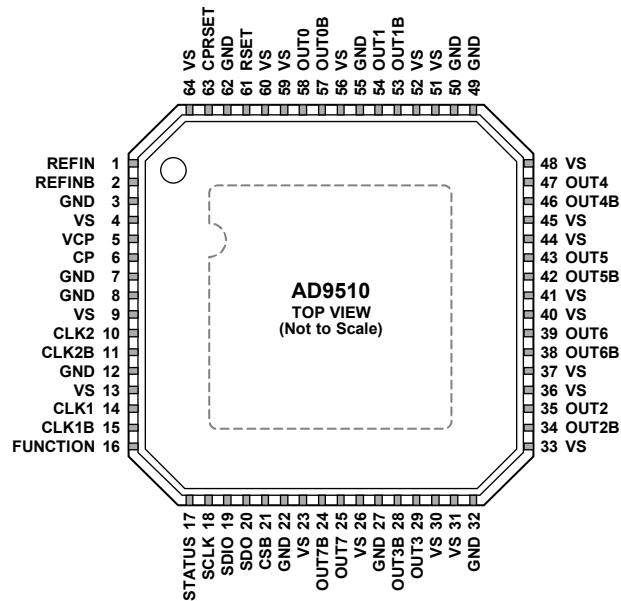 64 VS
63 CPRSET
62 GND
61 RSET
60 VS
59 VS
58 OUT0
57 OUT0B
56 VS
55 GND
54 OUT1
53 OUT1B
52 VS
51 VS
50 GND
49 GND
REFIN 1
REFINB 2
GND 3
VS 4
VCP 5
CP 6
GND 7
GND 8
VS 9
CLK2 10
CLK2B 11
GND 12
VS 13
CLK1 14
CLK1B 15
FUNCTION 16
AD9510
TOP VIEW
(Not to Scale)
48 VS
47 OUT4
46 OUT4B
45 VS
44 VS
43 OUT5
42 OUT5B
41 VS
40 VS
39 OUT6
38 OUT6B
37 VS
36 VS
35 OUT2
34 OUT2B
33 VS
STATUS 17
SCLK 18
SDIO 19
SDO 20
CSB 21
GND 22
VS 23
OUT7B 24
OUT7 25
VS 26
GND 27
OUT3B 28
OUT3 29
VS 30
VS 31
GND 32